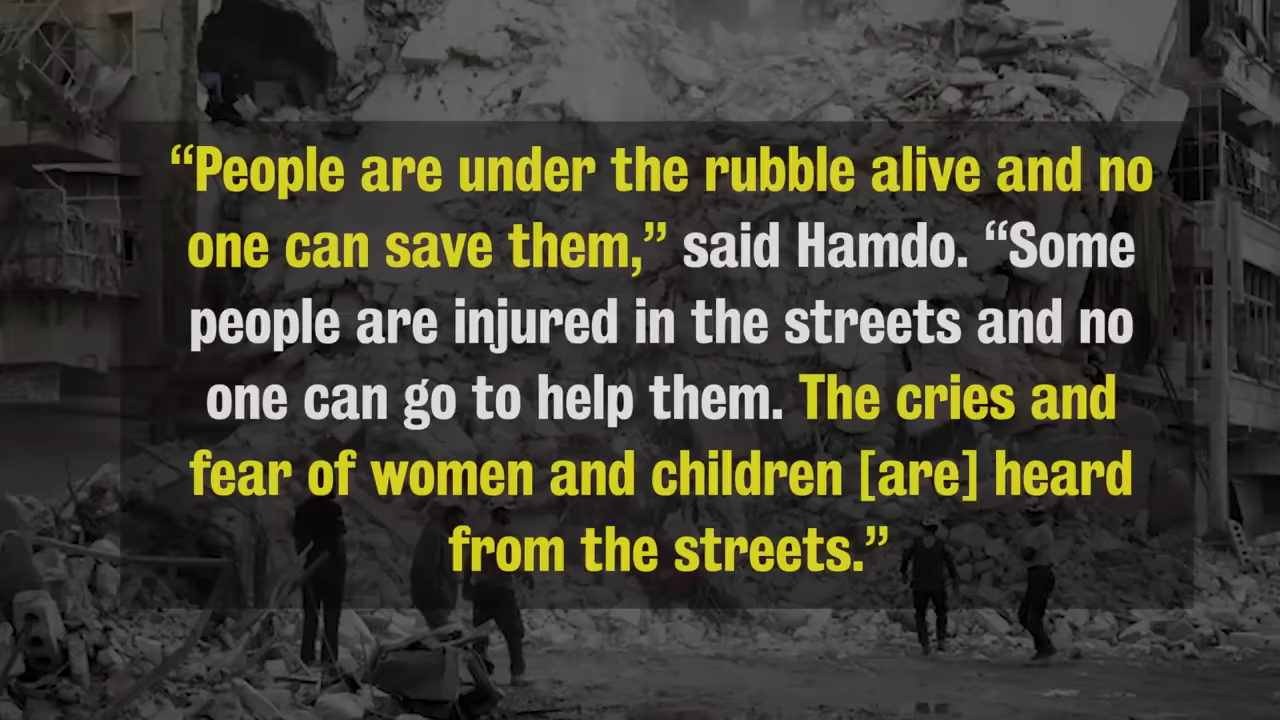 “People are under the rubble alive and no
one can save them,” said Hamdo. “Some
people are injured in the streets and no
one can go to help them. The cries and
fear of women and children [are] heard
from the streets.”